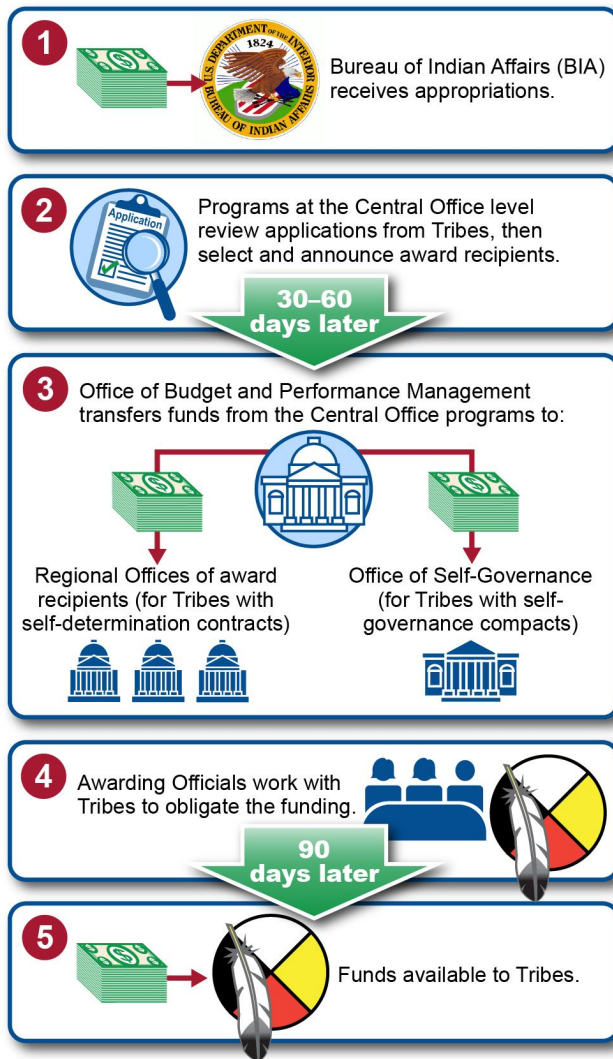 1
U.S. DEPARTMENT OF THE INTERIOR
1824
BUREAU OF INDIAN AFFAIRS
Bureau of Indian Affairs (BIA)
receives appropriations.
2
Application
Programs at the Central Office level
review applications from Tribes, then
select and announce award recipients.
30–60
days later
3
Office of Budget and Performance Management
transfers funds from the Central Office programs to:
$
$
Regional Offices of award
recipients (for Tribes with
self-determination contracts)
Office of Self-Governance
(for Tribes with self-
governance compacts)
4
Awarding Officials work with
Tribes to obligate the funding.
90
days later
5
$
Funds available to Tribes.